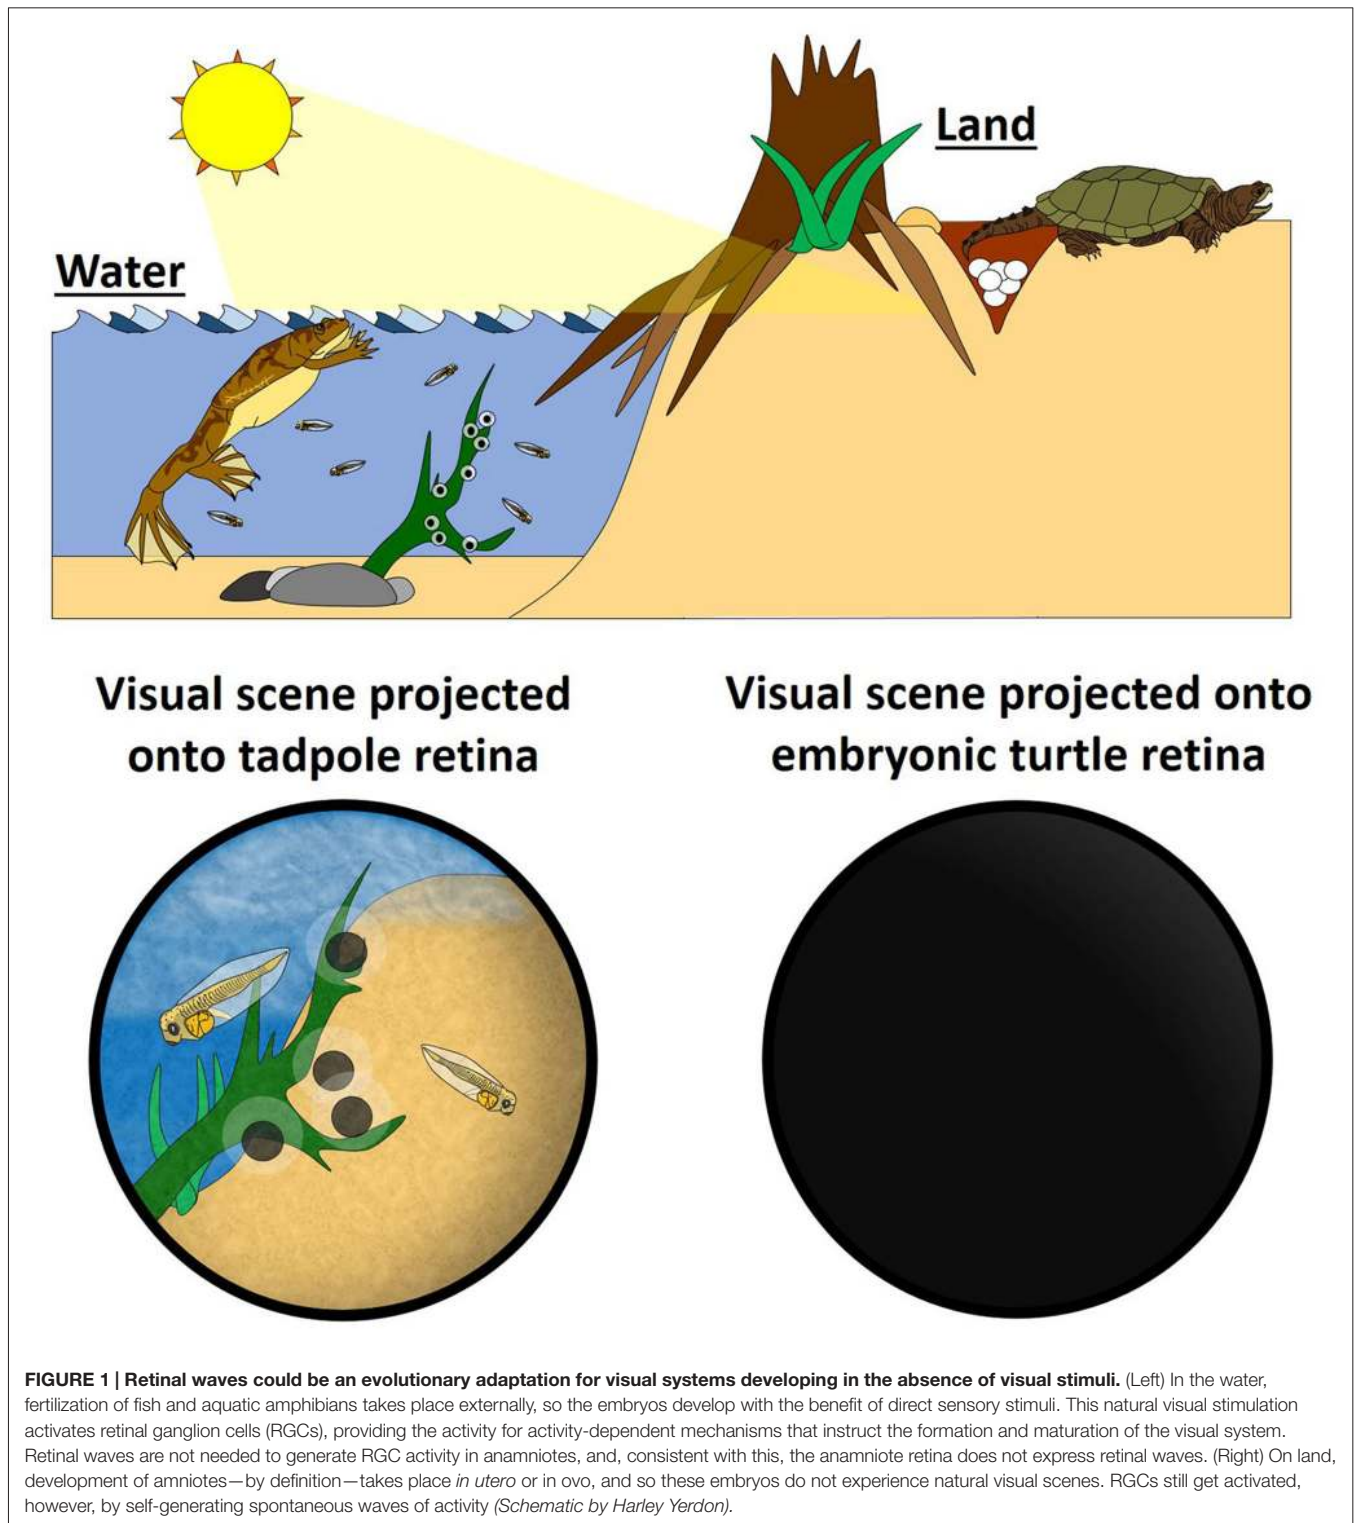 Land
Water
Visual scene projected
onto tadpole retina
Visual scene projected onto
embryonic turtle retina
FIGURE 1 | Retinal waves could be an evolutionary adaptation for visual systems developing in the absence of visual stimuli. (Left) In the water,
fertilization of fish and aquatic amphibians takes place externally, so the embryos develop with the benefit of direct sensory stimuli. This natural visual stimulation
activates retinal ganglion cells (RGCs), providing the activity for activity-dependent mechanisms that instruct the formation and maturation of the visual system.
Retinal waves are not needed to generate RGC activity in anamniotes, and, consistent with this, the anamniote retina does not express retinal waves. (Right) On land,
development of amniotes—by definition—takes place in utero or in ovo, and so these embryos do not experience natural visual scenes. RGCs still get activated,
however, by self-generating spontaneous waves of activity (Schematic by Harley Yerdon).